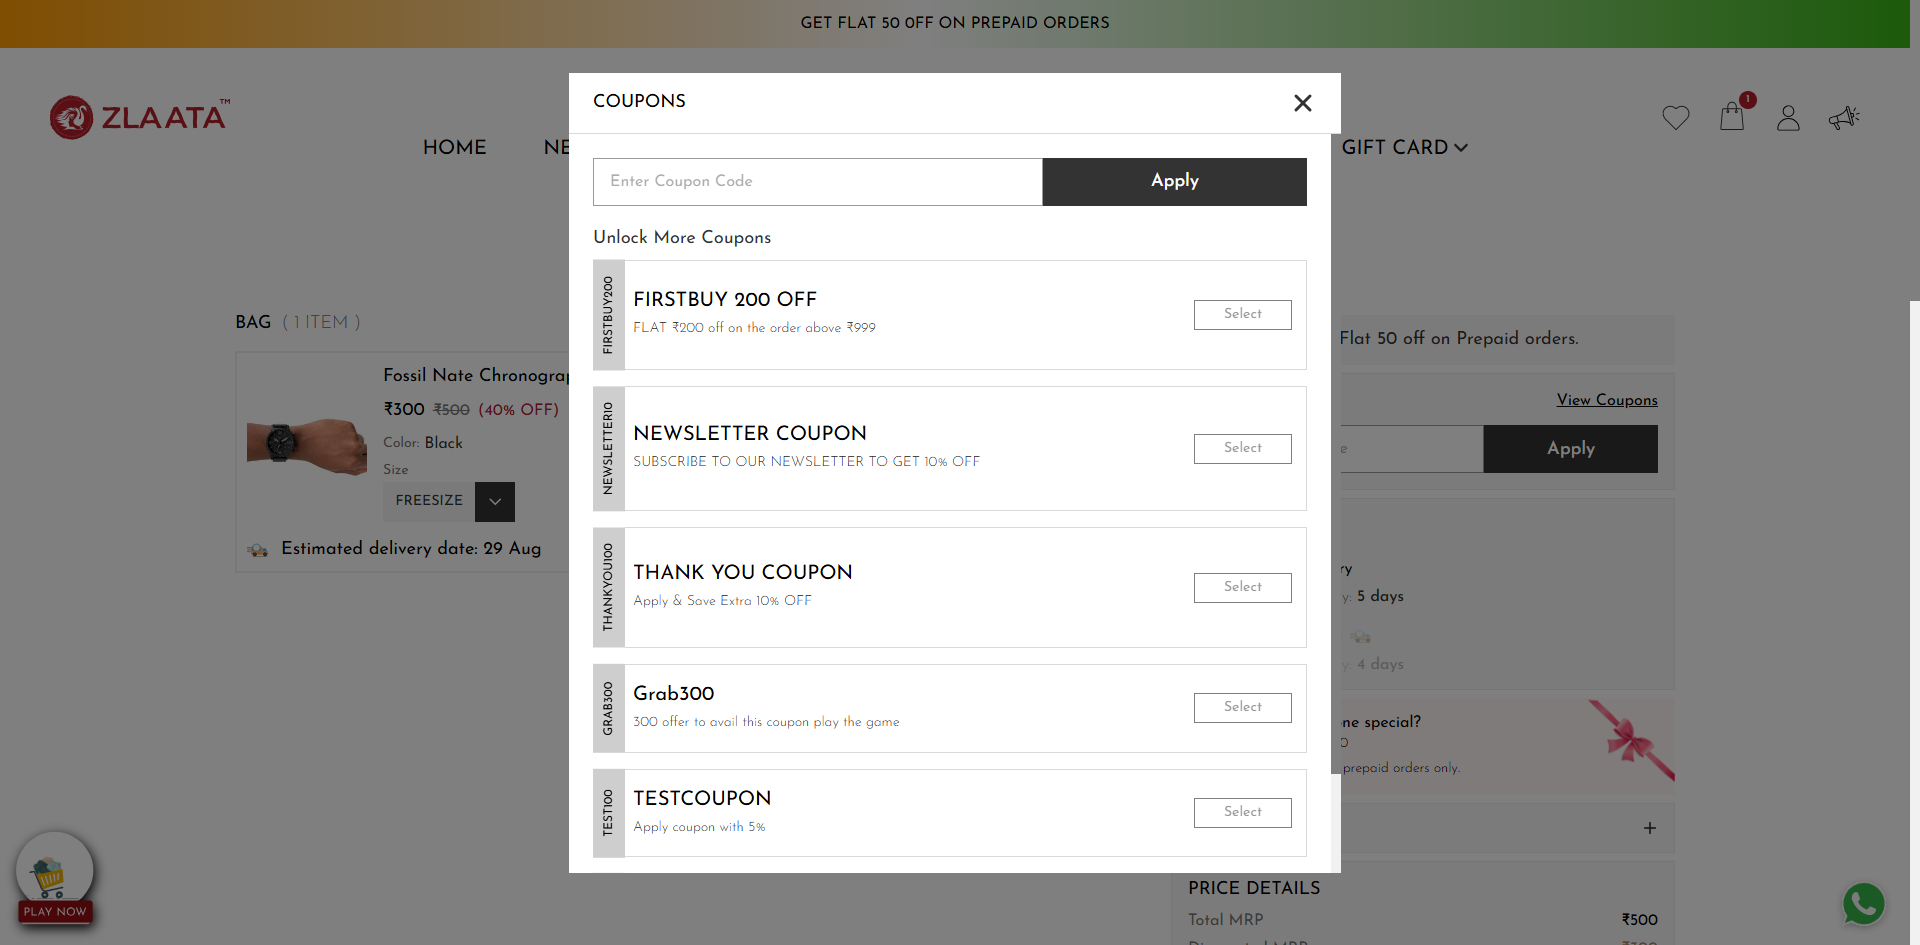 GET FLAT 50 OFF ON PREPAID ORDERS
ZLAATA™
HOME
GIFT CARD
1
COUPONS
Enter Coupon Code
Apply
Unlock More Coupons
FIRSTBUY200
FIRSTBUY 200 OFF
FLAT ₹200 off on the order above ₹999
Select
NEWSLETTER10
NEWSLETTER COUPON
SUBSCRIBE TO OUR NEWSLETTER TO GET 10% OFF
Select
THANKYOU100
THANK YOU COUPON
Apply & Save Extra 10% OFF
Select
GRAB300
Grab300
300 offer to avail this coupon play the game
Select
TEST100
TESTCOUPON
Apply coupon with 5%
Select
BAG ( 1 ITEM )
Fossil Nate
₹300 ₹500 (40% OFF)
Color: Black
Size
FREESIZE
Estimated delivery date: 29 Aug
Flat 50 off on Prepaid orders.
View Coupons
Apply
5 days
4 days
special?
prepaid orders only.
+
PRICE DETAILS
Total MRP ₹500
PLAY NOW